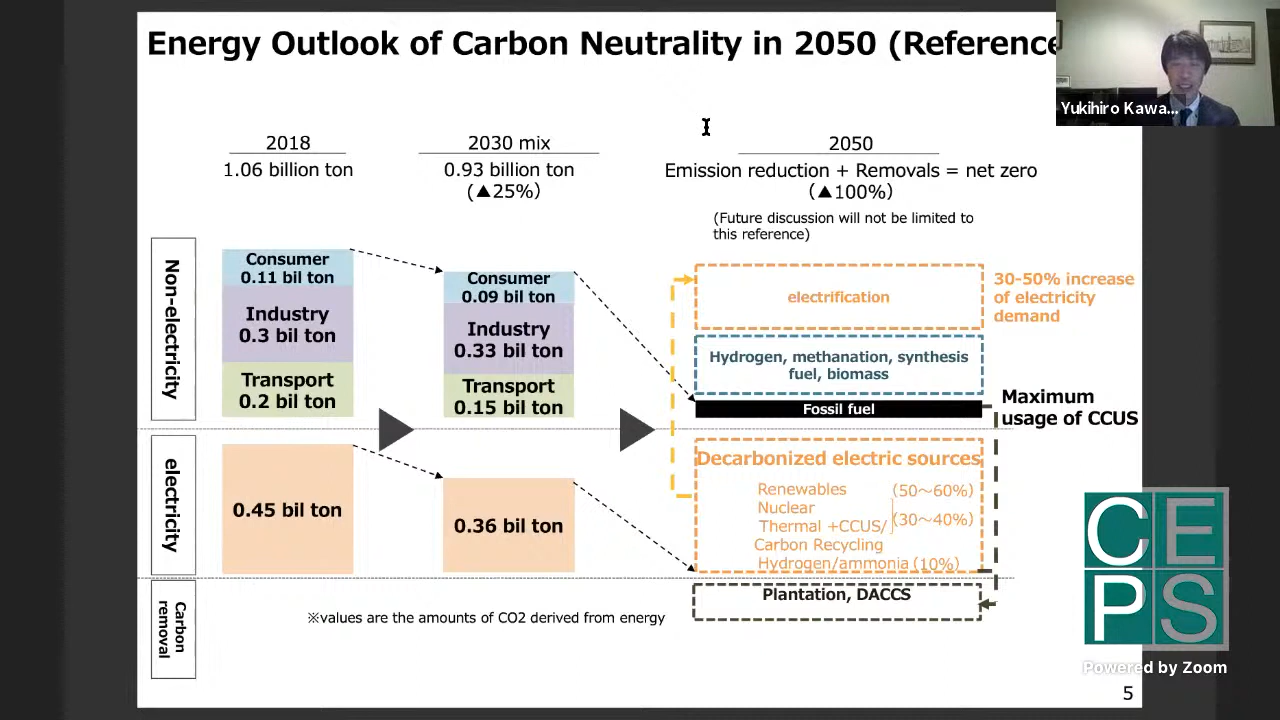 Energy Outlook of Carbon Neutrality in 2050 (Reference
Yukihiro Kawa...
2018
1.06 billion ton
2030 mix
0.93 billion ton
(▲25%)
2050
Emission reduction + Removals = net zero
(▲100%)
(Future discussion will not be limited to
this reference)
Non-electricity
Consumer
0.11 bil ton
Industry
0.3 bil ton
Transport
0.2 bil ton
Consumer
0.09 bil ton
Industry
0.33 bil ton
Transport
0.15 bil ton
electrification
30-50% increase
of electricity
demand
Hydrogen, methanation, synthesis
fuel, biomass
Fossil fuel
Maximum
usage of CCUS
electricity
0.45 bil ton
0.36 bil ton
Decarbonized electric sources
Renewables (50~60%)
Nuclear
Thermal +CCUS/ (30~40%)
Carbon Recycling
Hydrogen/ammonia (10%)
Carbon
removal
Plantation, DACCS
※values are the amounts of CO2 derived from energy
CEPS
Powered by Zoom
5